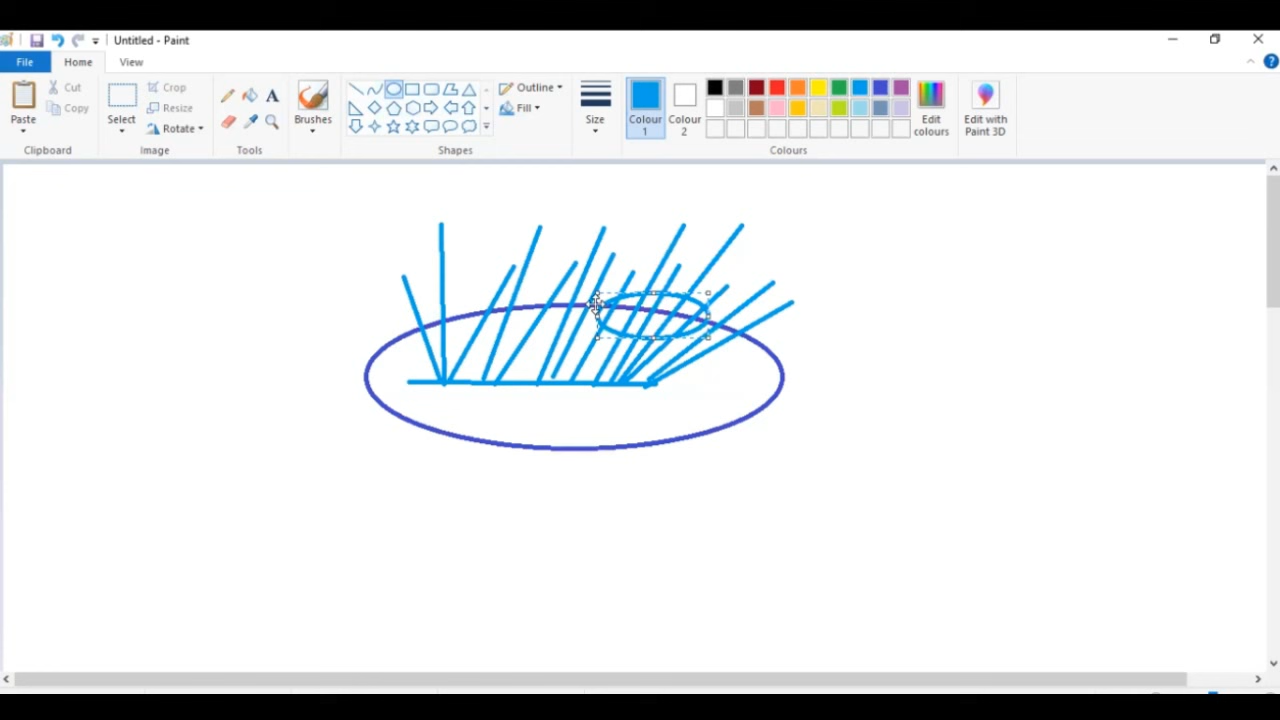 Untitled - Paint
File Home View
Paste Cut Copy
Select Crop Resize Rotate
A
Brushes
Outline
Fill
Size
Colour 1
Colour 2
Edit colours
Edit with Paint 3D
Clipboard Image Tools Shapes Colours